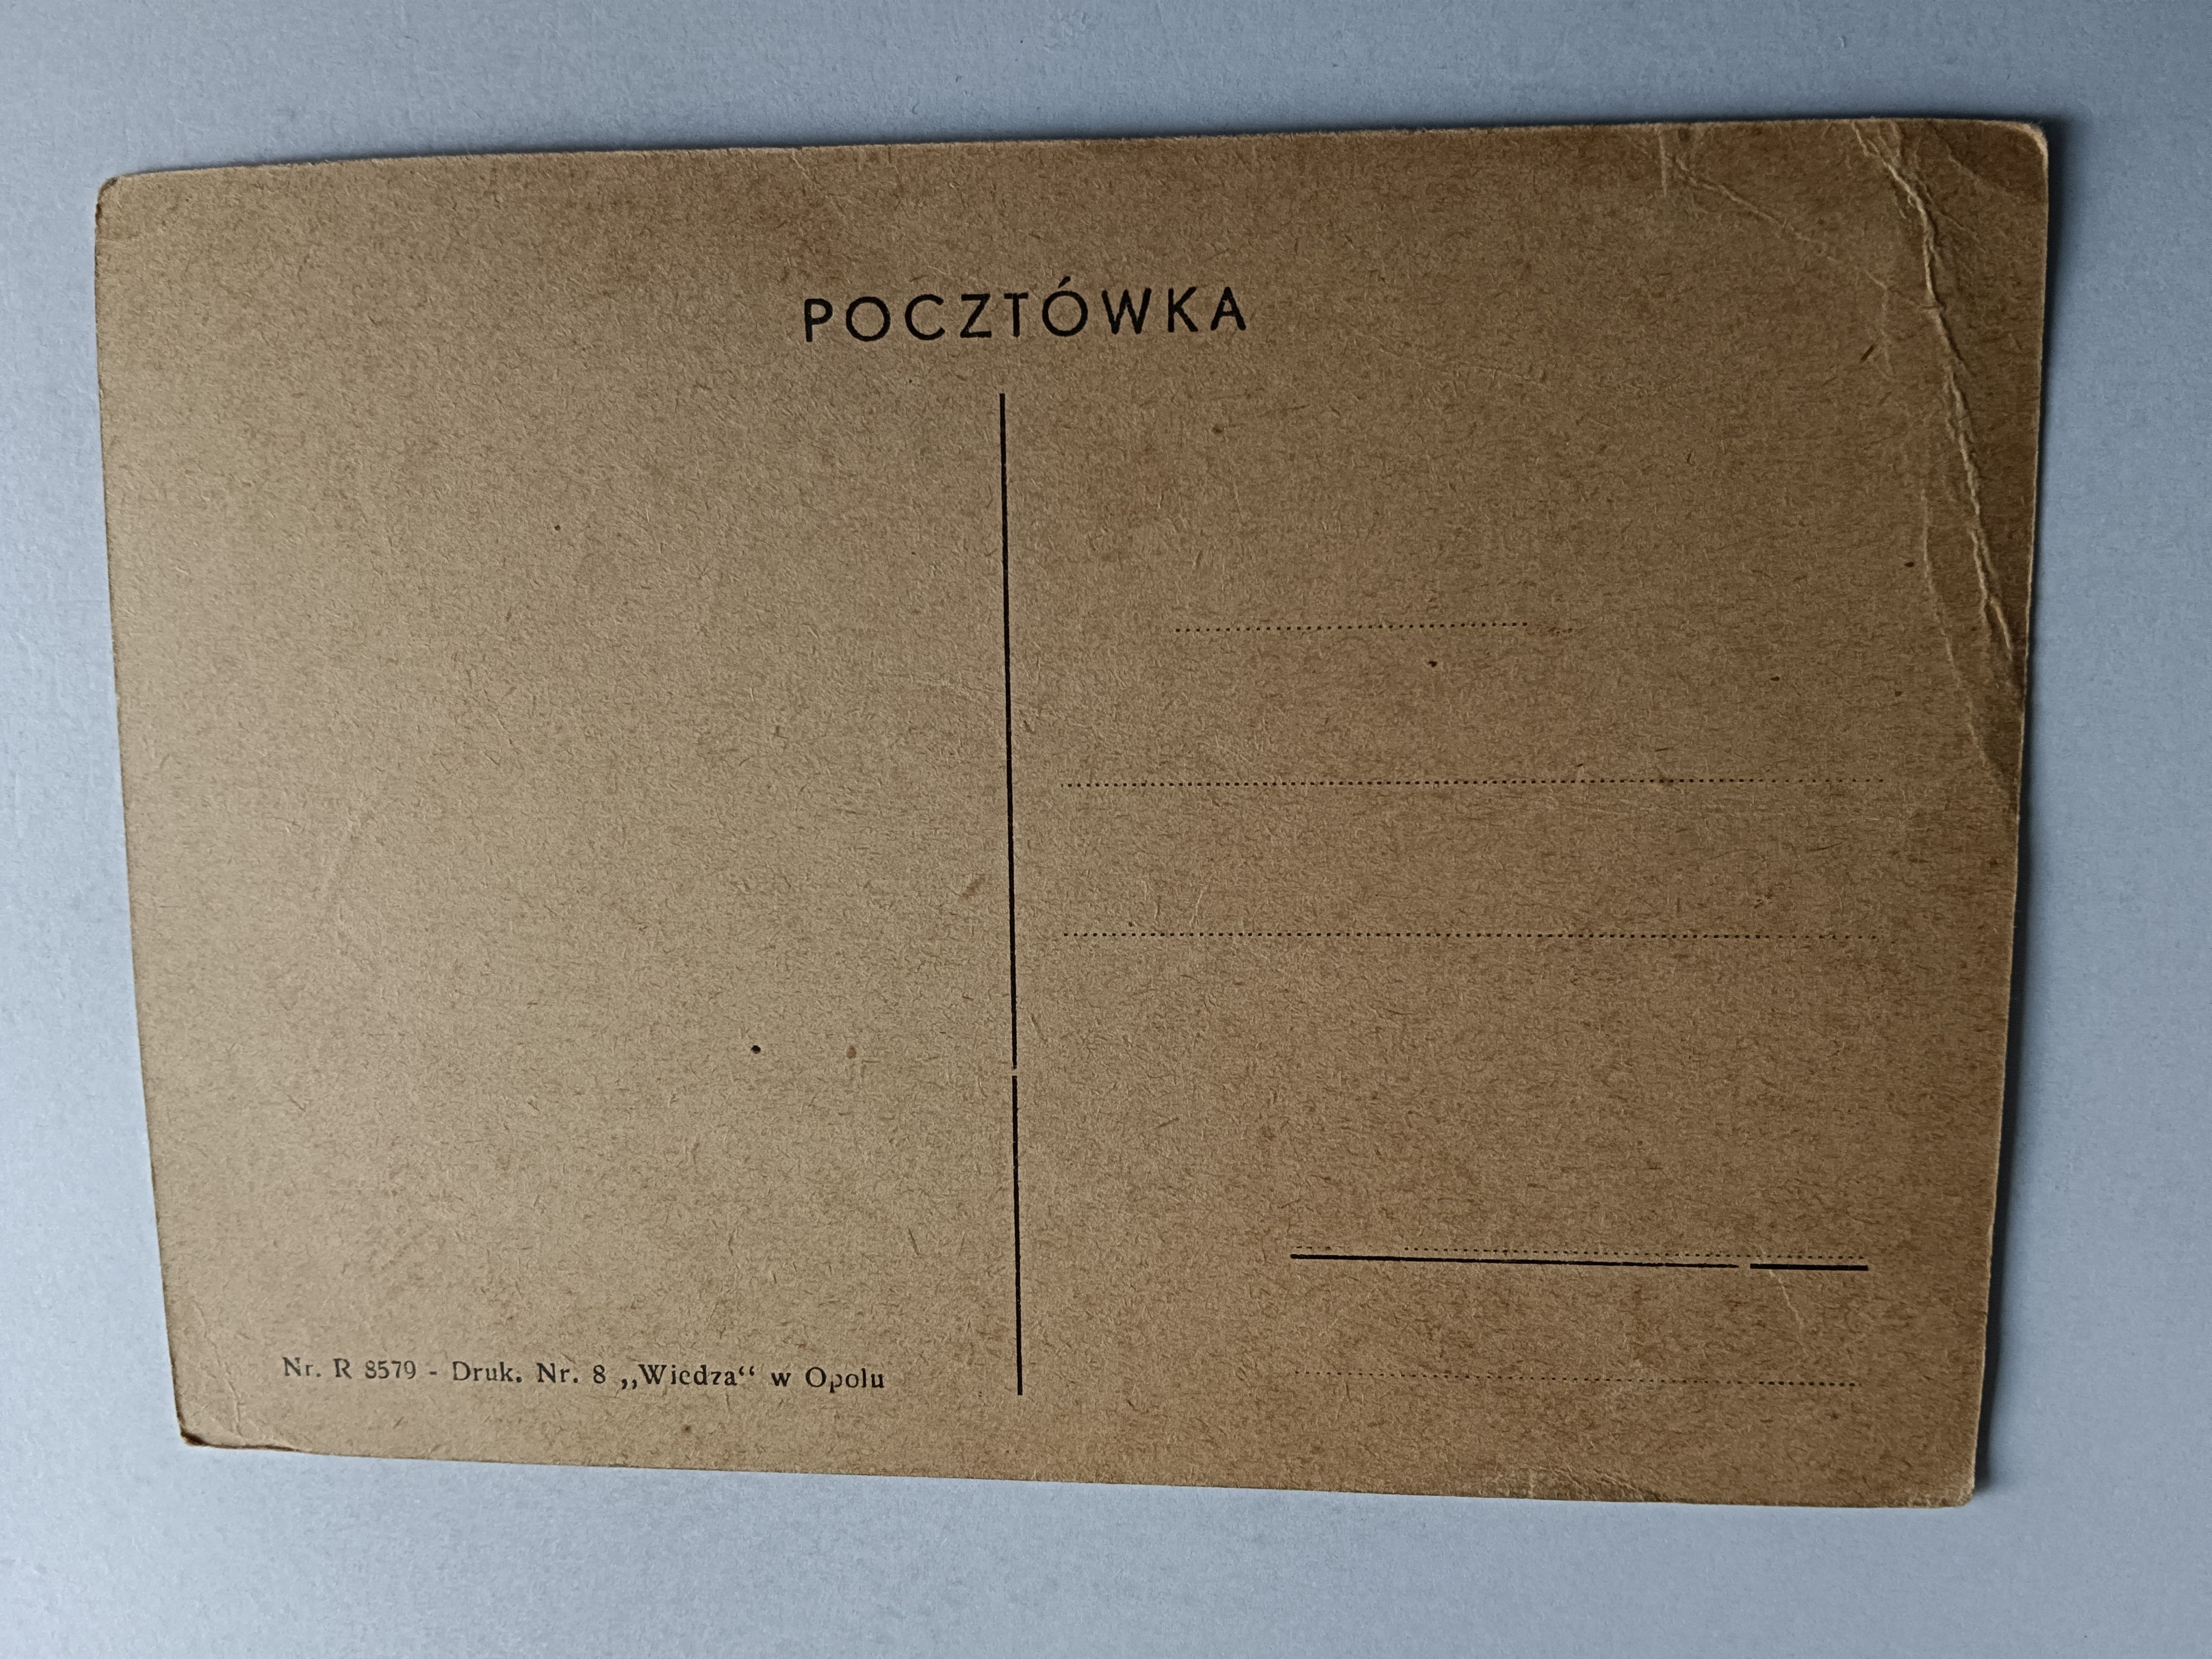 POCZTÓWKA
Nr. R 8579 - Druk. Nr. 8 „Wiedza“ w Opolu